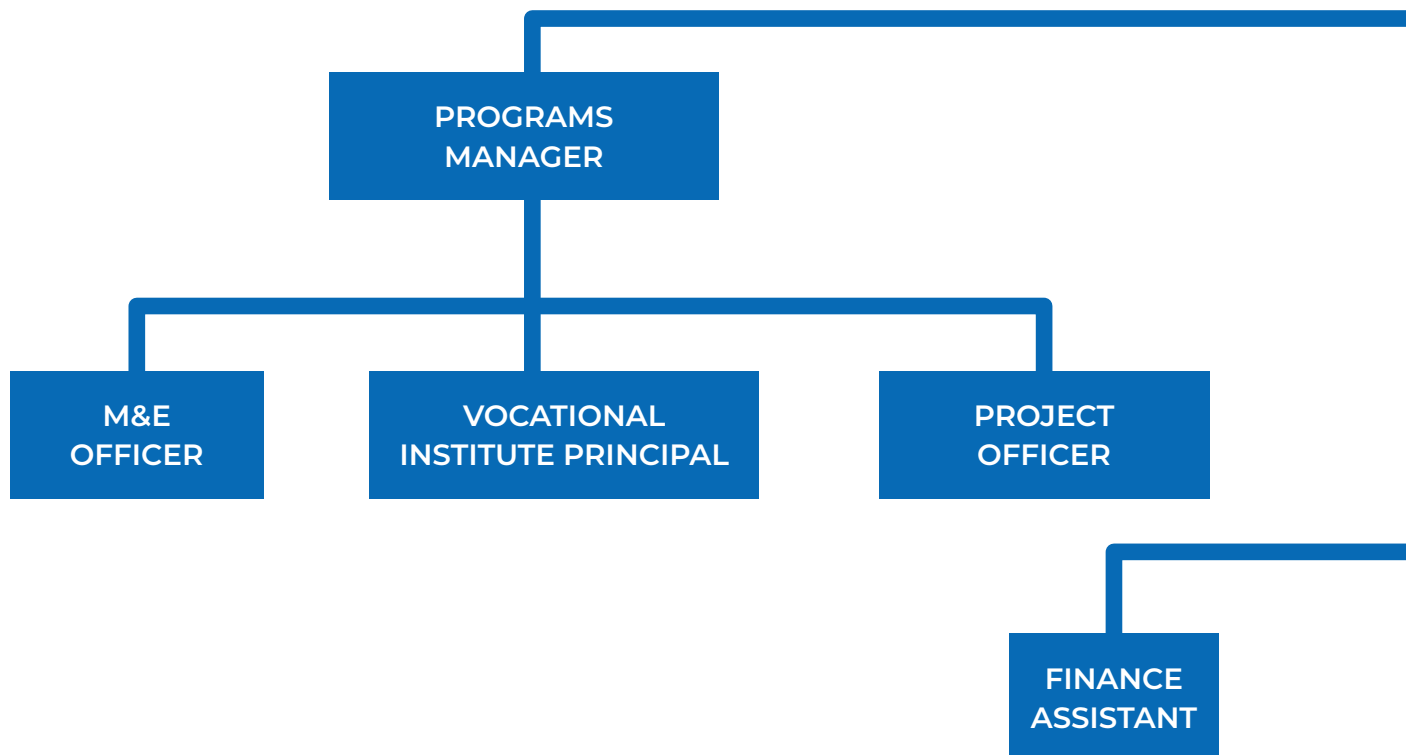 PROGRAMS
MANAGER
M&E
OFFICER
VOCATIONAL
INSTITUTE PRINCIPAL
PROJECT
OFFICER
FINANCE
ASSISTANT